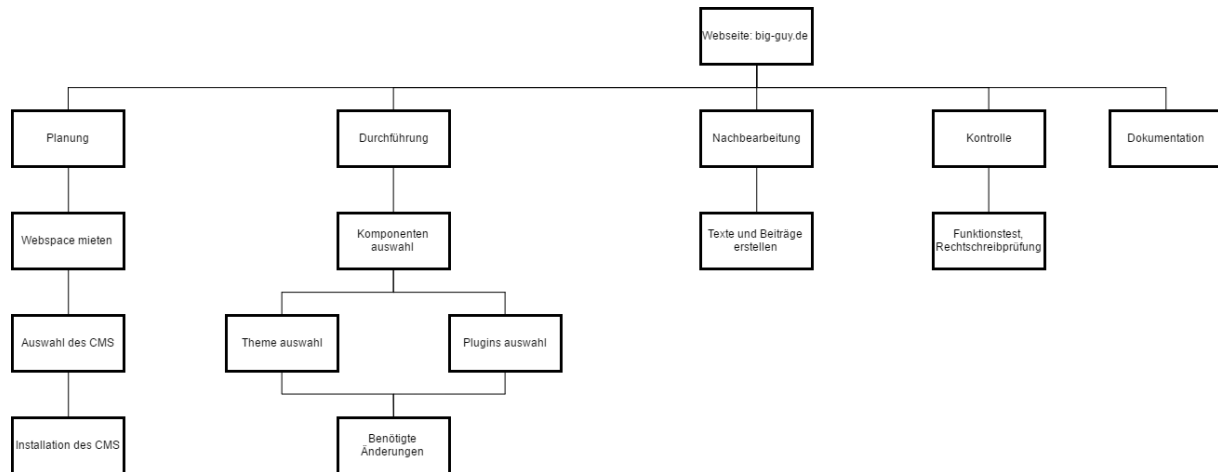 Webseite: big-guy.de
Planung
Durchführung
Nachbearbeitung
Kontrolle
Dokumentation
Webspace mieten
Komponenten
auswahl
Texte und Beiträge
erstellen
Funktionstest,
Rechtschreibprüfung
Auswahl des CMS
Theme auswahl
Plugins auswahl
Installation des CMS
Benötigte
Änderungen